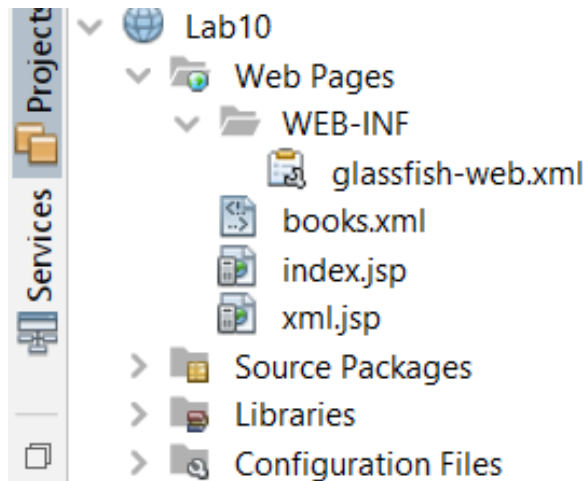 Projects
Services
Lab10
Web Pages
WEB-INF
glassfish-web.xml
books.xml
index.jsp
xml.jsp
Source Packages
Libraries
Configuration Files